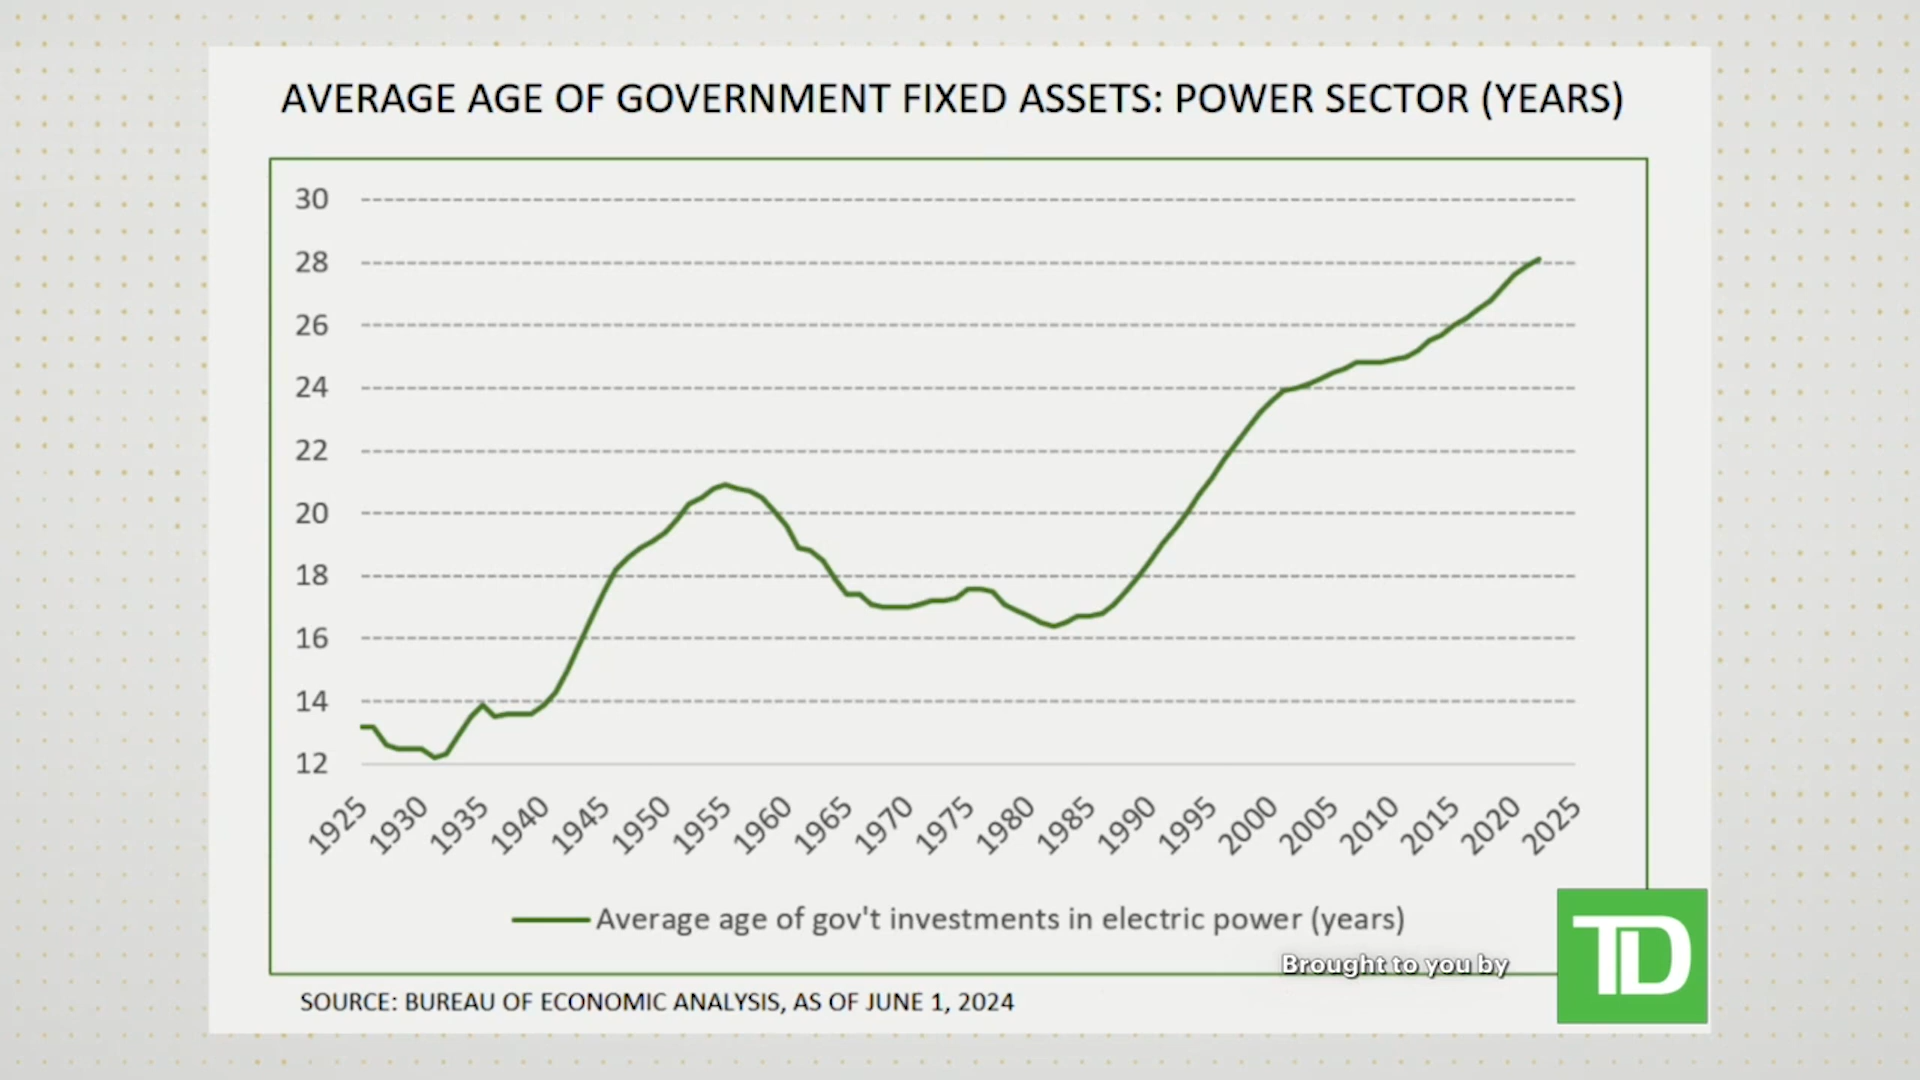 AVERAGE AGE OF GOVERNMENT FIXED ASSETS: POWER SECTOR (YEARS)
30
28
26
24
22
20
18
16
14
12
1925 1930 1935 1940 1945 1950 1955 1960 1965 1970 1975 1980 1985 1990 1995 2000 2005 2010 2015 2020 2025
Average age of gov't investments in electric power (years)
Brought to you by
TD
SOURCE: BUREAU OF ECONOMIC ANALYSIS, AS OF JUNE 1, 2024